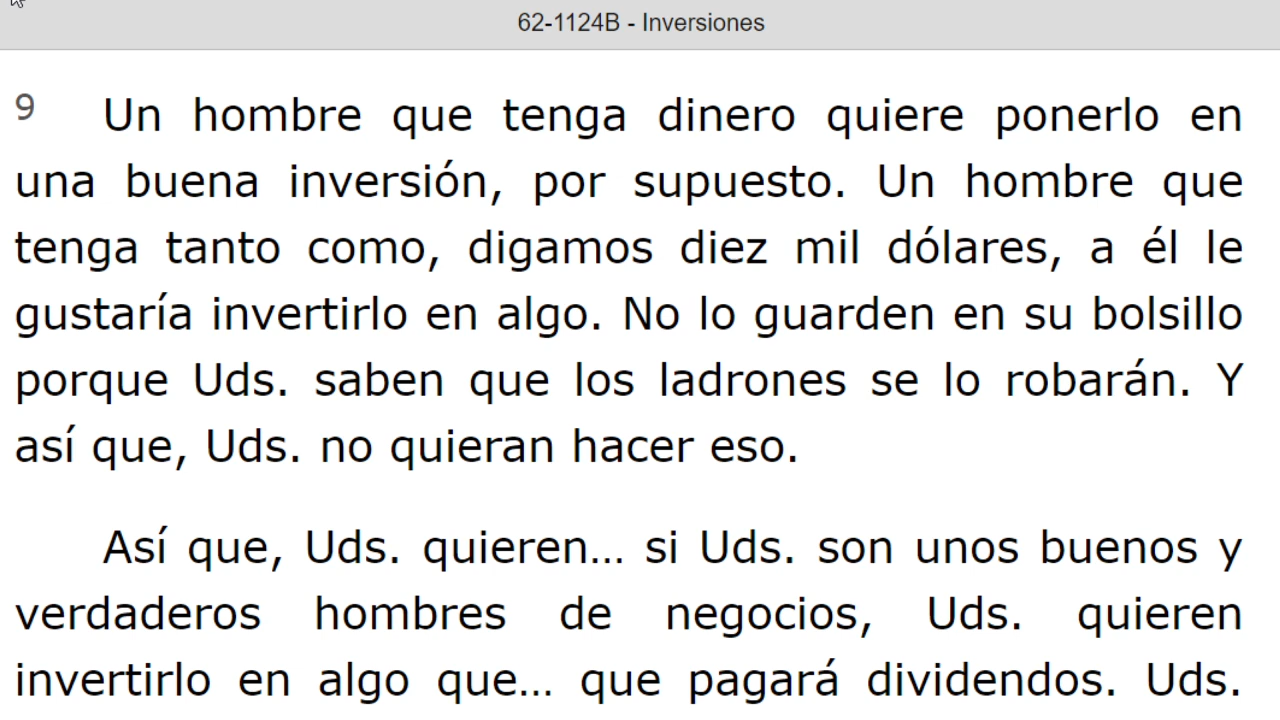 62-1124B - Inversiones
9 Un hombre que tenga dinero quiere ponerlo en
una buena inversión, por supuesto. Un hombre que
tenga tanto como, digamos diez mil dólares, a él le
gustaría invertirlo en algo. No lo guarden en su bolsillo
porque Uds. saben que los ladrones se lo robarán. Y
así que, Uds. no quieran hacer eso.
Así que, Uds. quieren... si Uds. son unos buenos y
verdaderos hombres de negocios, Uds. quieren
invertirlo en algo que... que pagará dividendos. Uds.